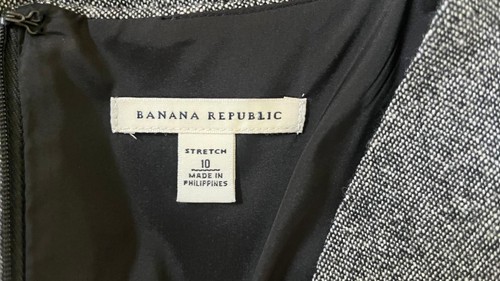 BANANA REPUBLIC
STRETCH
10
MADE IN
PHILIPPINES